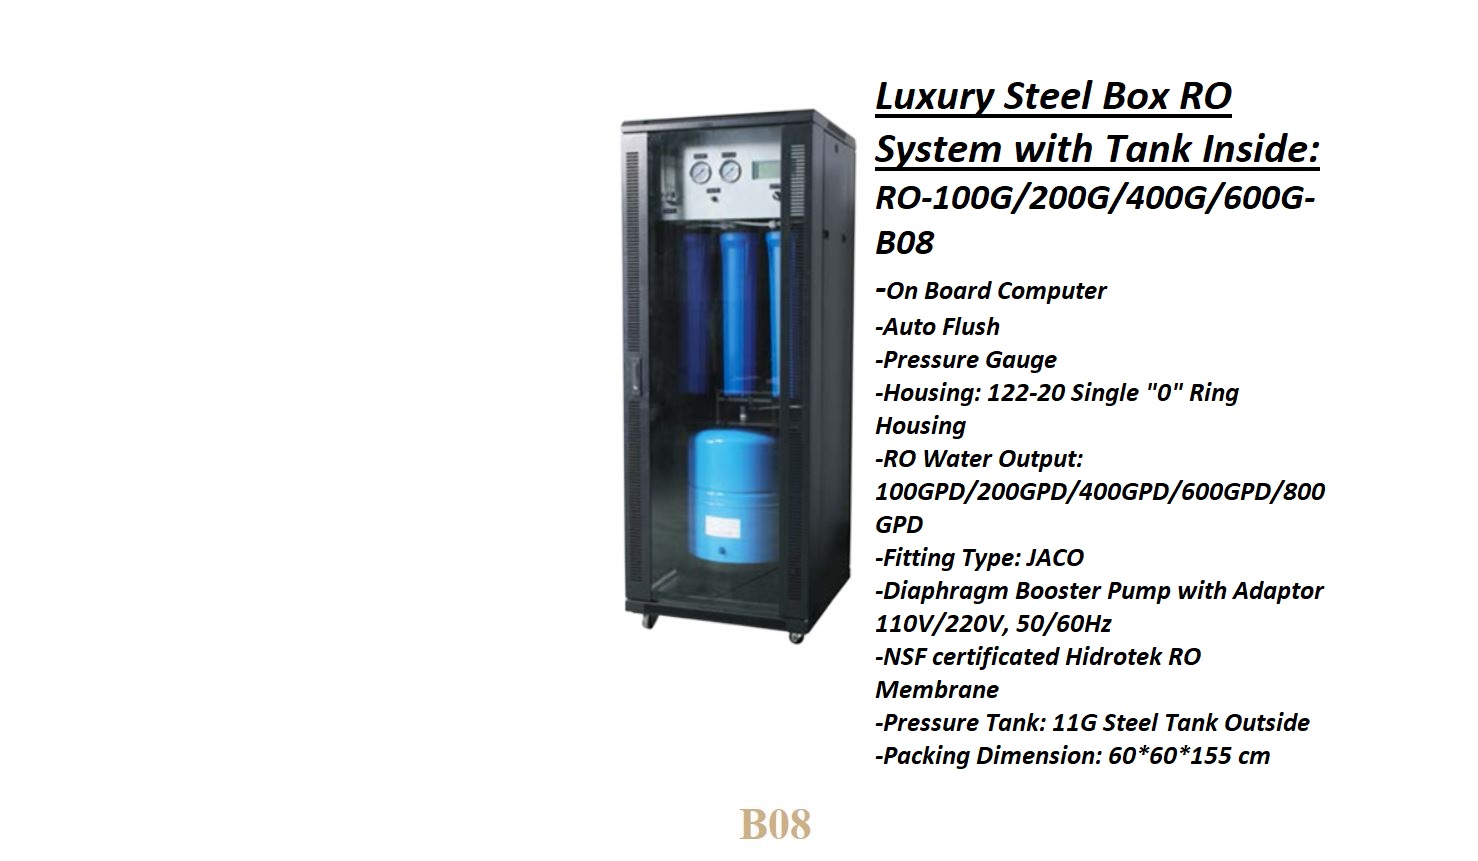 Luxury Steel Box RO
System with Tank Inside:
RO-100G/200G/400G/600G-
B08
-On Board Computer
-Auto Flush
-Pressure Gauge
-Housing: 122-20 Single "0" Ring
Housing
-RO Water Output:
100GPD/200GPD/400GPD/600GPD/800
GPD
-Fitting Type: JACO
-Diaphragm Booster Pump with Adaptor
110V/220V, 50/60Hz
-NSF certificated Hidrotek RO
Membrane
-Pressure Tank: 11G Steel Tank Outside
-Packing Dimension: 60*60*155 cm
B08